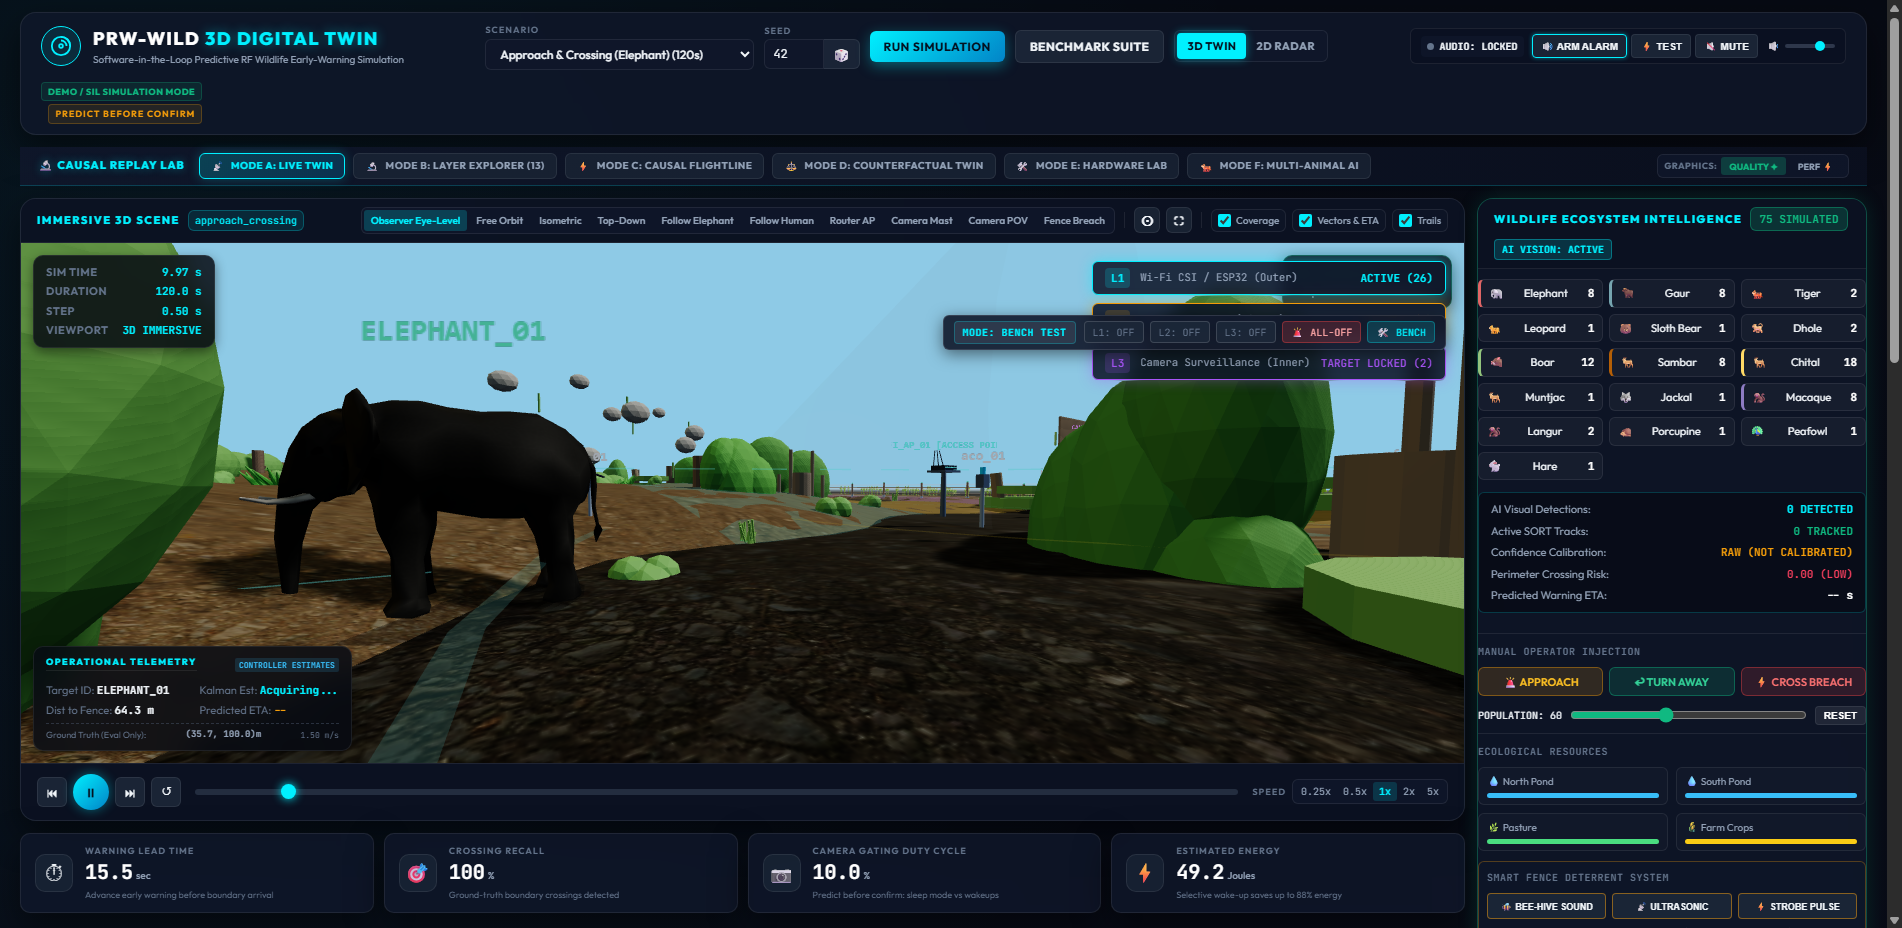 PRW-WILD 3D DIGITAL TWIN
Software-in-the-Loop Predictive RF Wildlife Early-Warning Simulation
DEMO / SIL SIMULATION MODE
PREDICT BEFORE CONFIRM
SCENARIO
Approach & Crossing (Elephant) (120s)
SEED
42
RUN SIMULATION
BENCHMARK SUITE
3D TWIN
2D RADAR
AUDIO: LOCKED
ARM ALARM
TEST
MUTE
CAUSAL REPLAY LAB
MODE A: LIVE TWIN
MODE B: LAYER EXPLORER (13)
MODE C: CAUSAL FLIGHTLINE
MODE D: COUNTERFACTUAL TWIN
MODE E: HARDWARE LAB
MODE F: MULTI-ANIMAL AI
GRAPHICS:
QUALITY
PERF
IMMERSIVE 3D SCENE
approach_crossing
Observer Eye-Level
Free Orbit
Isometric
Top-Down
Follow Elephant
Follow Human
Router AP
Camera Mast
Camera POV
Fence Breach
Coverage
Vectors & ETA
Trails
SIM TIME 9.97 s
DURATION 120.0 s
STEP 0.50 s
VIEWPORT 3D IMMERSIVE
ELEPHANT_01
L1 Wi-Fi CSI / ESP32 (Outer) ACTIVE (26)
MODE: BENCH TEST
L1: OFF
L2: OFF
L3: OFF
ALL-OFF
BENCH
L3 Camera Surveillance (Inner) TARGET LOCKED (2)
OPERATIONAL TELEMETRY
CONTROLLER ESTIMATES
Target ID: ELEPHANT_01
Kalman Est: Acquiring...
Dist to Fence: 64.3 m
Predicted ETA: --
Ground Truth (Eval Only): (35.7, 100.0)m 1.50 m/s
SPEED
0.25x
0.5x
1x
2x
5x
WARNING LEAD TIME
15.5 sec
Advance early warning before boundary arrival
CROSSING RECALL
100 %
Ground-truth boundary crossings detected
CAMERA GATING DUTY CYCLE
10.0 %
Predict before confirm: sleep mode vs wakeups
ESTIMATED ENERGY
49.2 Joules
Selective wake-up saves up to 88% energy
WILDLIFE ECOSYSTEM INTELLIGENCE
75 SIMULATED
AI VISION: ACTIVE
Elephant 8
Gaur 8
Tiger 2
Leopard 1
Sloth Bear 1
Dhole 2
Boar 12
Sambar 8
Chital 18
Muntjac 1
Jackal 1
Macaque 8
Langur 2
Porcupine 1
Peafowl 1
Hare 1
AI Visual Detections: 0 DETECTED
Active SORT Tracks: 0 TRACKED
Confidence Calibration: RAW (NOT CALIBRATED)
Perimeter Crossing Risk: 0.00 (LOW)
Predicted Warning ETA: -- s
MANUAL OPERATOR INJECTION
APPROACH
TURN AWAY
CROSS BREACH
POPULATION: 60
RESET
ECOLOGICAL RESOURCES
North Pond
South Pond
Pasture
Farm Crops
SMART FENCE DETERRENT SYSTEM
BEE-HIVE SOUND
ULTRASONIC
STROBE PULSE